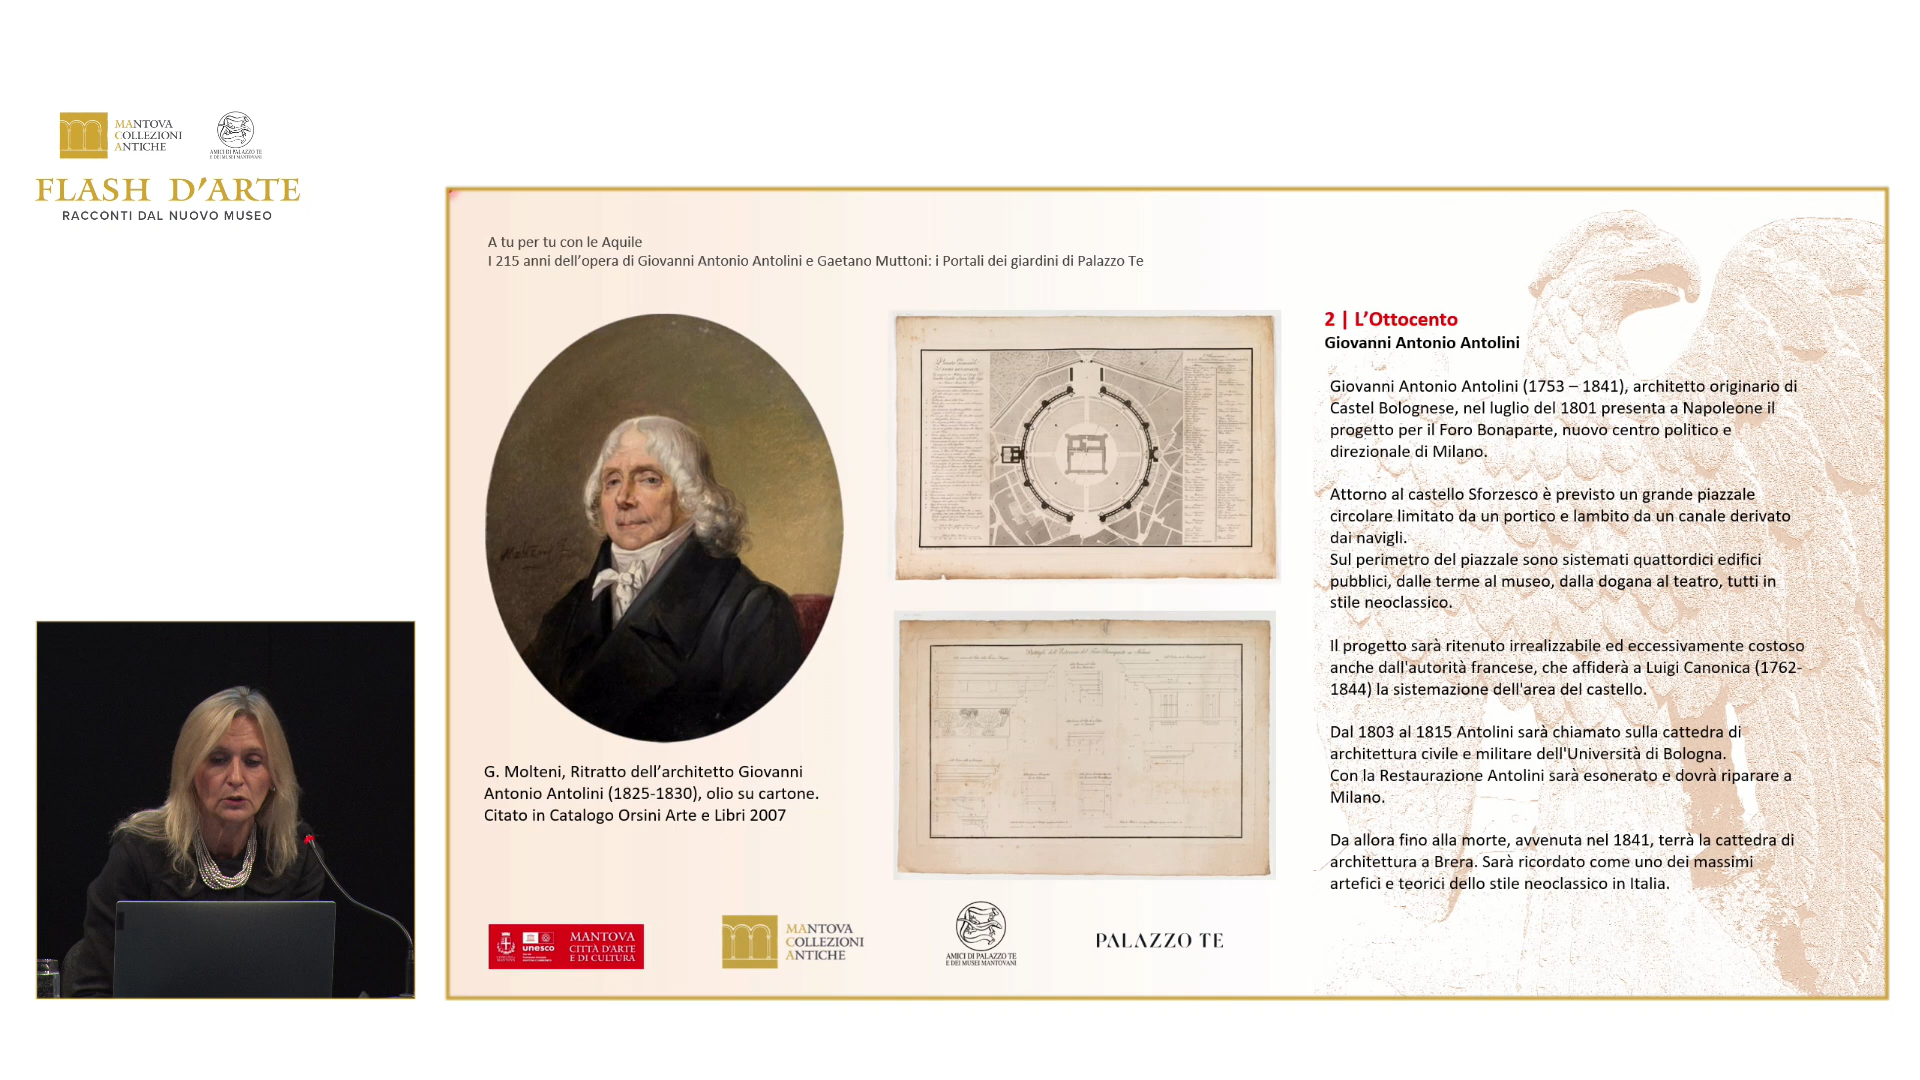 MANTOVA
COLLEZIONI
ANTICHE
AMICI DI PALAZZO TE
E DEI MUSEI MANTOVANI
FLASH D'ARTE
RACCONTI DAL NUOVO MUSEO
A tu per tu con le Aquile
I 215 anni dell'opera di Giovanni Antonio Antolini e Gaetano Muttoni: i Portali dei giardini di Palazzo Te
G. Molteni, Ritratto dell'architetto Giovanni
Antonio Antolini (1825-1830), olio su cartone.
Citato in Catalogo Orsini Arte e Libri 2007
2 | L'Ottocento
Giovanni Antonio Antolini
Giovanni Antonio Antolini (1753 – 1841), architetto originario di
Castel Bolognese, nel luglio del 1801 presenta a Napoleone il
progetto per il Foro Bonaparte, nuovo centro politico e
direzionale di Milano.
Attorno al castello Sforzesco è previsto un grande piazzale
circolare limitato da un portico e lambito da un canale derivato
dai navigli.
Sul perimetro del piazzale sono sistemati quattordici edifici
pubblici, dalle terme al museo, dalla dogana al teatro, tutti in
stile neoclassico.
Il progetto sarà ritenuto irrealizzabile ed eccessivamente costoso
anche dall'autorità francese, che affiderà a Luigi Canonica (1762-
1844) la sistemazione dell'area del castello.
Dal 1803 al 1815 Antolini sarà chiamato sulla cattedra di
architettura civile e militare dell'Università di Bologna.
Con la Restaurazione Antolini sarà esonerato e dovrà riparare a
Milano.
Da allora fino alla morte, avvenuta nel 1841, terrà la cattedra di
architettura a Brera. Sarà ricordato come uno dei massimi
artefici e teorici dello stile neoclassico in Italia.
unesco
MANTOVA
CITTÀ D'ARTE
E DI CULTURA
MANTOVA
COLLEZIONI
ANTICHE
AMICI DI PALAZZO TE
E DEI MUSEI MANTOVANI
PALAZZO TE